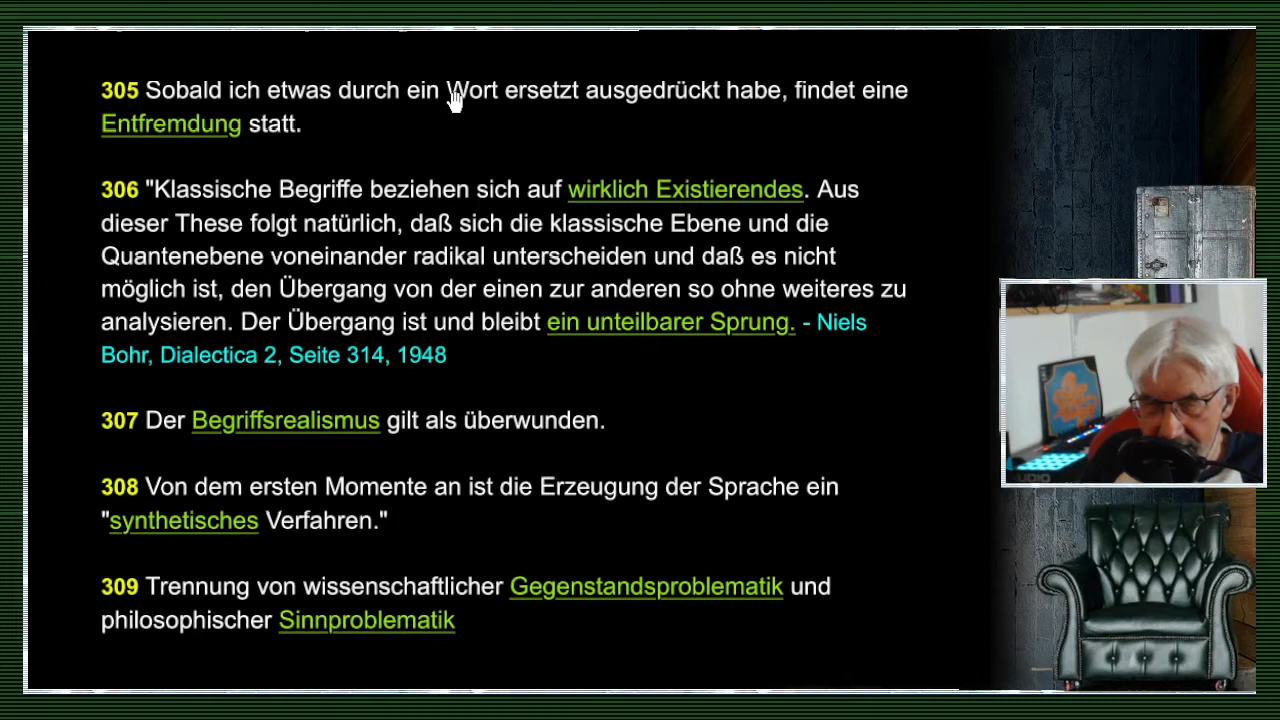 305 Sobald ich etwas durch ein Wort ersetzt ausgedrückt habe, findet eine
Entfremdung statt.
306 "Klassische Begriffe beziehen sich auf wirklich Existierendes. Aus
dieser These folgt natürlich, daß sich die klassische Ebene und die
Quantenebene voneinander radikal unterscheiden und daß es nicht
möglich ist, den Übergang von der einen zur anderen so ohne weiteres zu
analysieren. Der Übergang ist und bleibt ein unteilbarer Sprung. - Niels
Bohr, Dialectica 2, Seite 314, 1948
307 Der Begriffsrealismus gilt als überwunden.
308 Von dem ersten Momente an ist die Erzeugung der Sprache ein
"synthetisches Verfahren."
309 Trennung von wissenschaftlicher Gegenstandsproblematik und
philosophischer Sinnproblematik